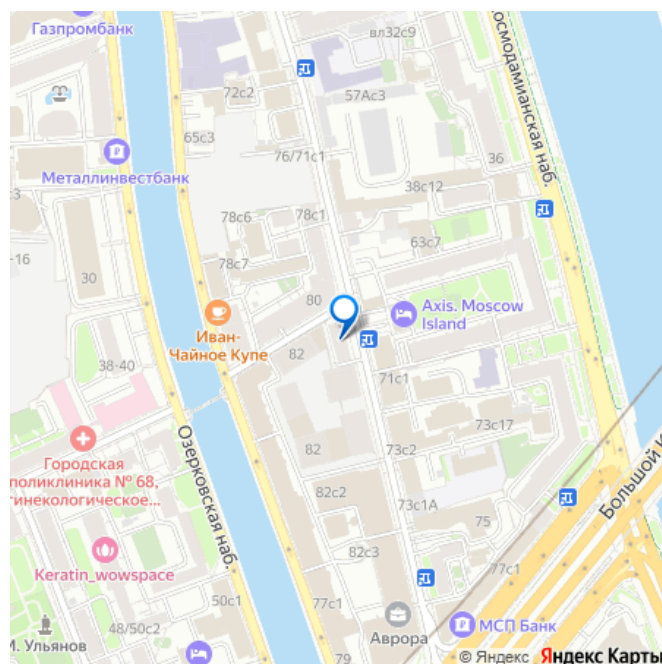 Газпромбанк
вл32с9
Космодамианская наб.
72с2
57Ас3
65с3
76/71с1
36
Металлинвестбанк
38с12
78с6
78с1
63с7
-16
30
78с7
80
Axis. Moscow
Island
Иван-
Чайное Купе
82
38-40
71с1
73с17
Городская
поликлиника № 68,
гинекологическое...
82
73с2
Озерковская наб.
82с2
73с1А
75
Большой
Keratin_wowspace
82с3
77с1
50с1
77с1
48/50с2
Аврора
МСП Банк
М. Ульянов
79
© Яндекс Яндекс Карты